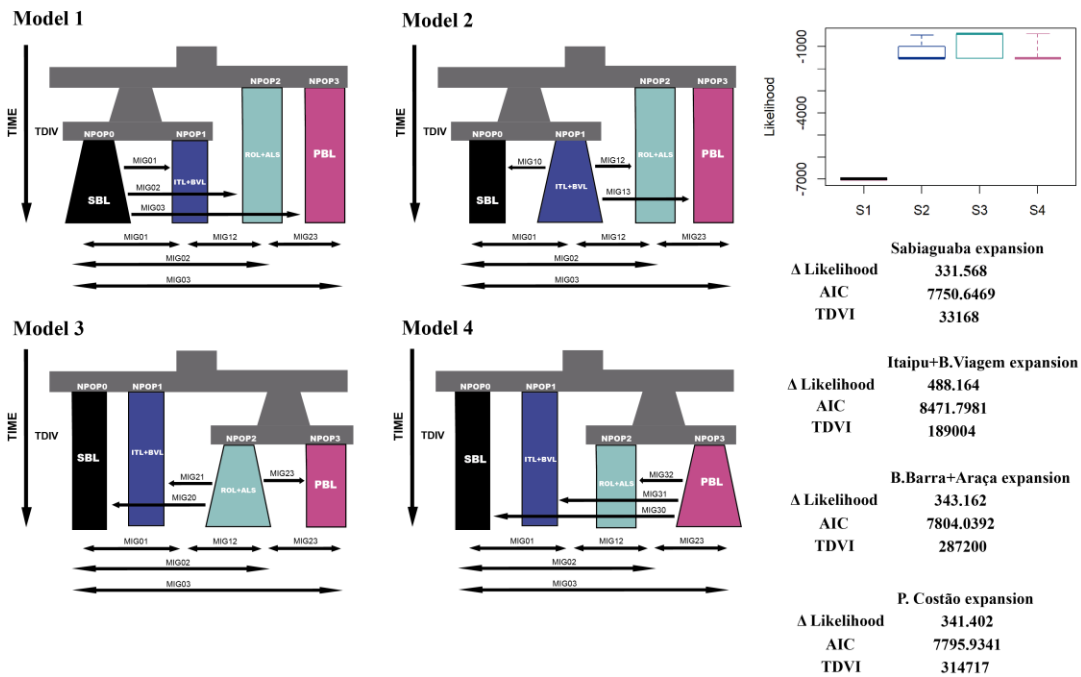 Model 1
TIME
TDIV
NPOP0
NPOP1
NPOP2
NPOP3
SBL
ITL+BVL
ROL+ALS
PBL
MIG01
MIG02
MIG03
MIG01
MIG12
MIG23
MIG02
MIG03
Model 2
TIME
TDIV
NPOP0
NPOP1
NPOP2
NPOP3
SBL
ITL+BVL
ROL+ALS
PBL
MIG10
MIG12
MIG13
MIG01
MIG12
MIG23
MIG02
MIG03
Model 3
TIME
TDIV
NPOP0
NPOP1
NPOP2
NPOP3
SBL
ITL+BVL
ROL+ALS
PBL
MIG21
MIG23
MIG20
MIG01
MIG12
MIG23
MIG02
MIG03
Model 4
TIME
TDIV
NPOP0
NPOP1
NPOP2
NPOP3
SBL
ITL+BVL
ROL+ALS
PBL
MIG32
MIG31
MIG30
MIG01
MIG12
MIG23
MIG02
MIG03
Likelihood
-1000
-4000
-7000
S1 S2 S3 S4
Sabiaguaba expansion
Δ Likelihood 331.568
AIC 7750.6469
TDVI 33168
Itaipu+B.Viagem expansion
Δ Likelihood 488.164
AIC 8471.7981
TDVI 189004
B.Barra+Araça expansion
Δ Likelihood 343.162
AIC 7804.0392
TDVI 287200
P. Costão expansion
Δ Likelihood 341.402
AIC 7795.9341
TDVI 314717